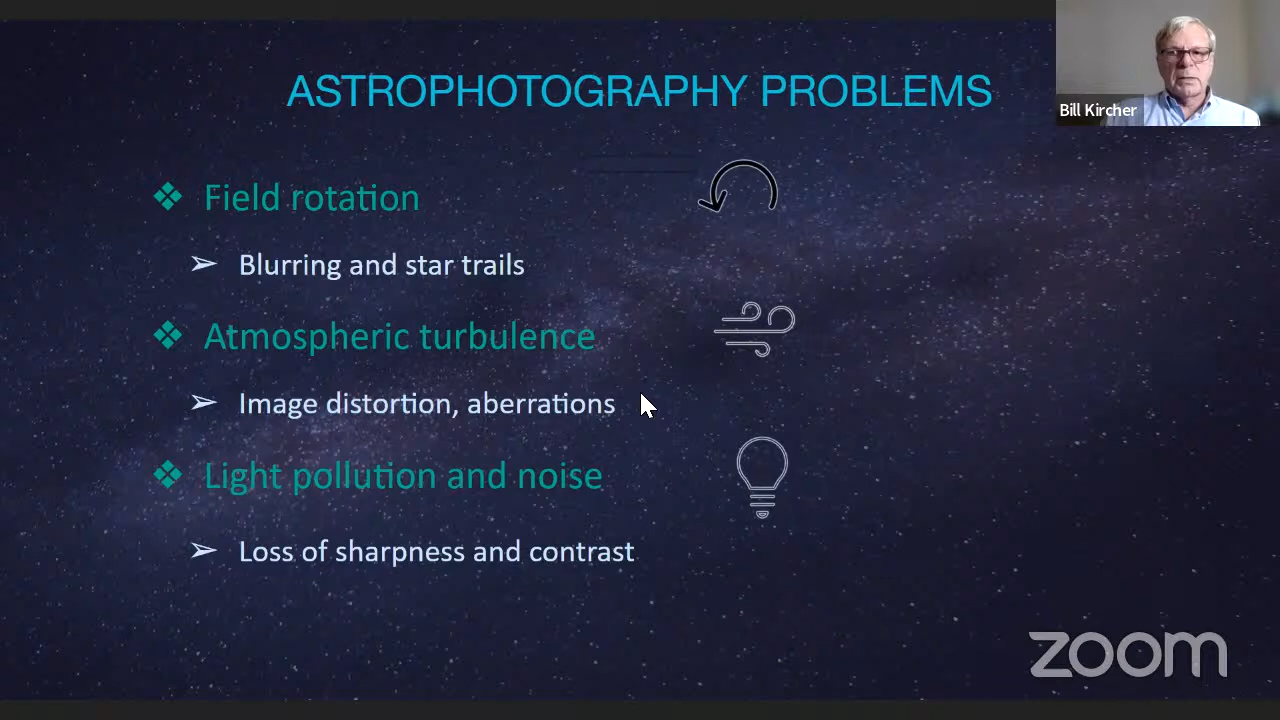 ASTROPHOTOGRAPHY PROBLEMS
Bill Kircher
❖ Field rotation
➢ Blurring and star trails
❖ Atmospheric turbulence
➢ Image distortion, aberrations
❖ Light pollution and noise
➢ Loss of sharpness and contrast
zoom